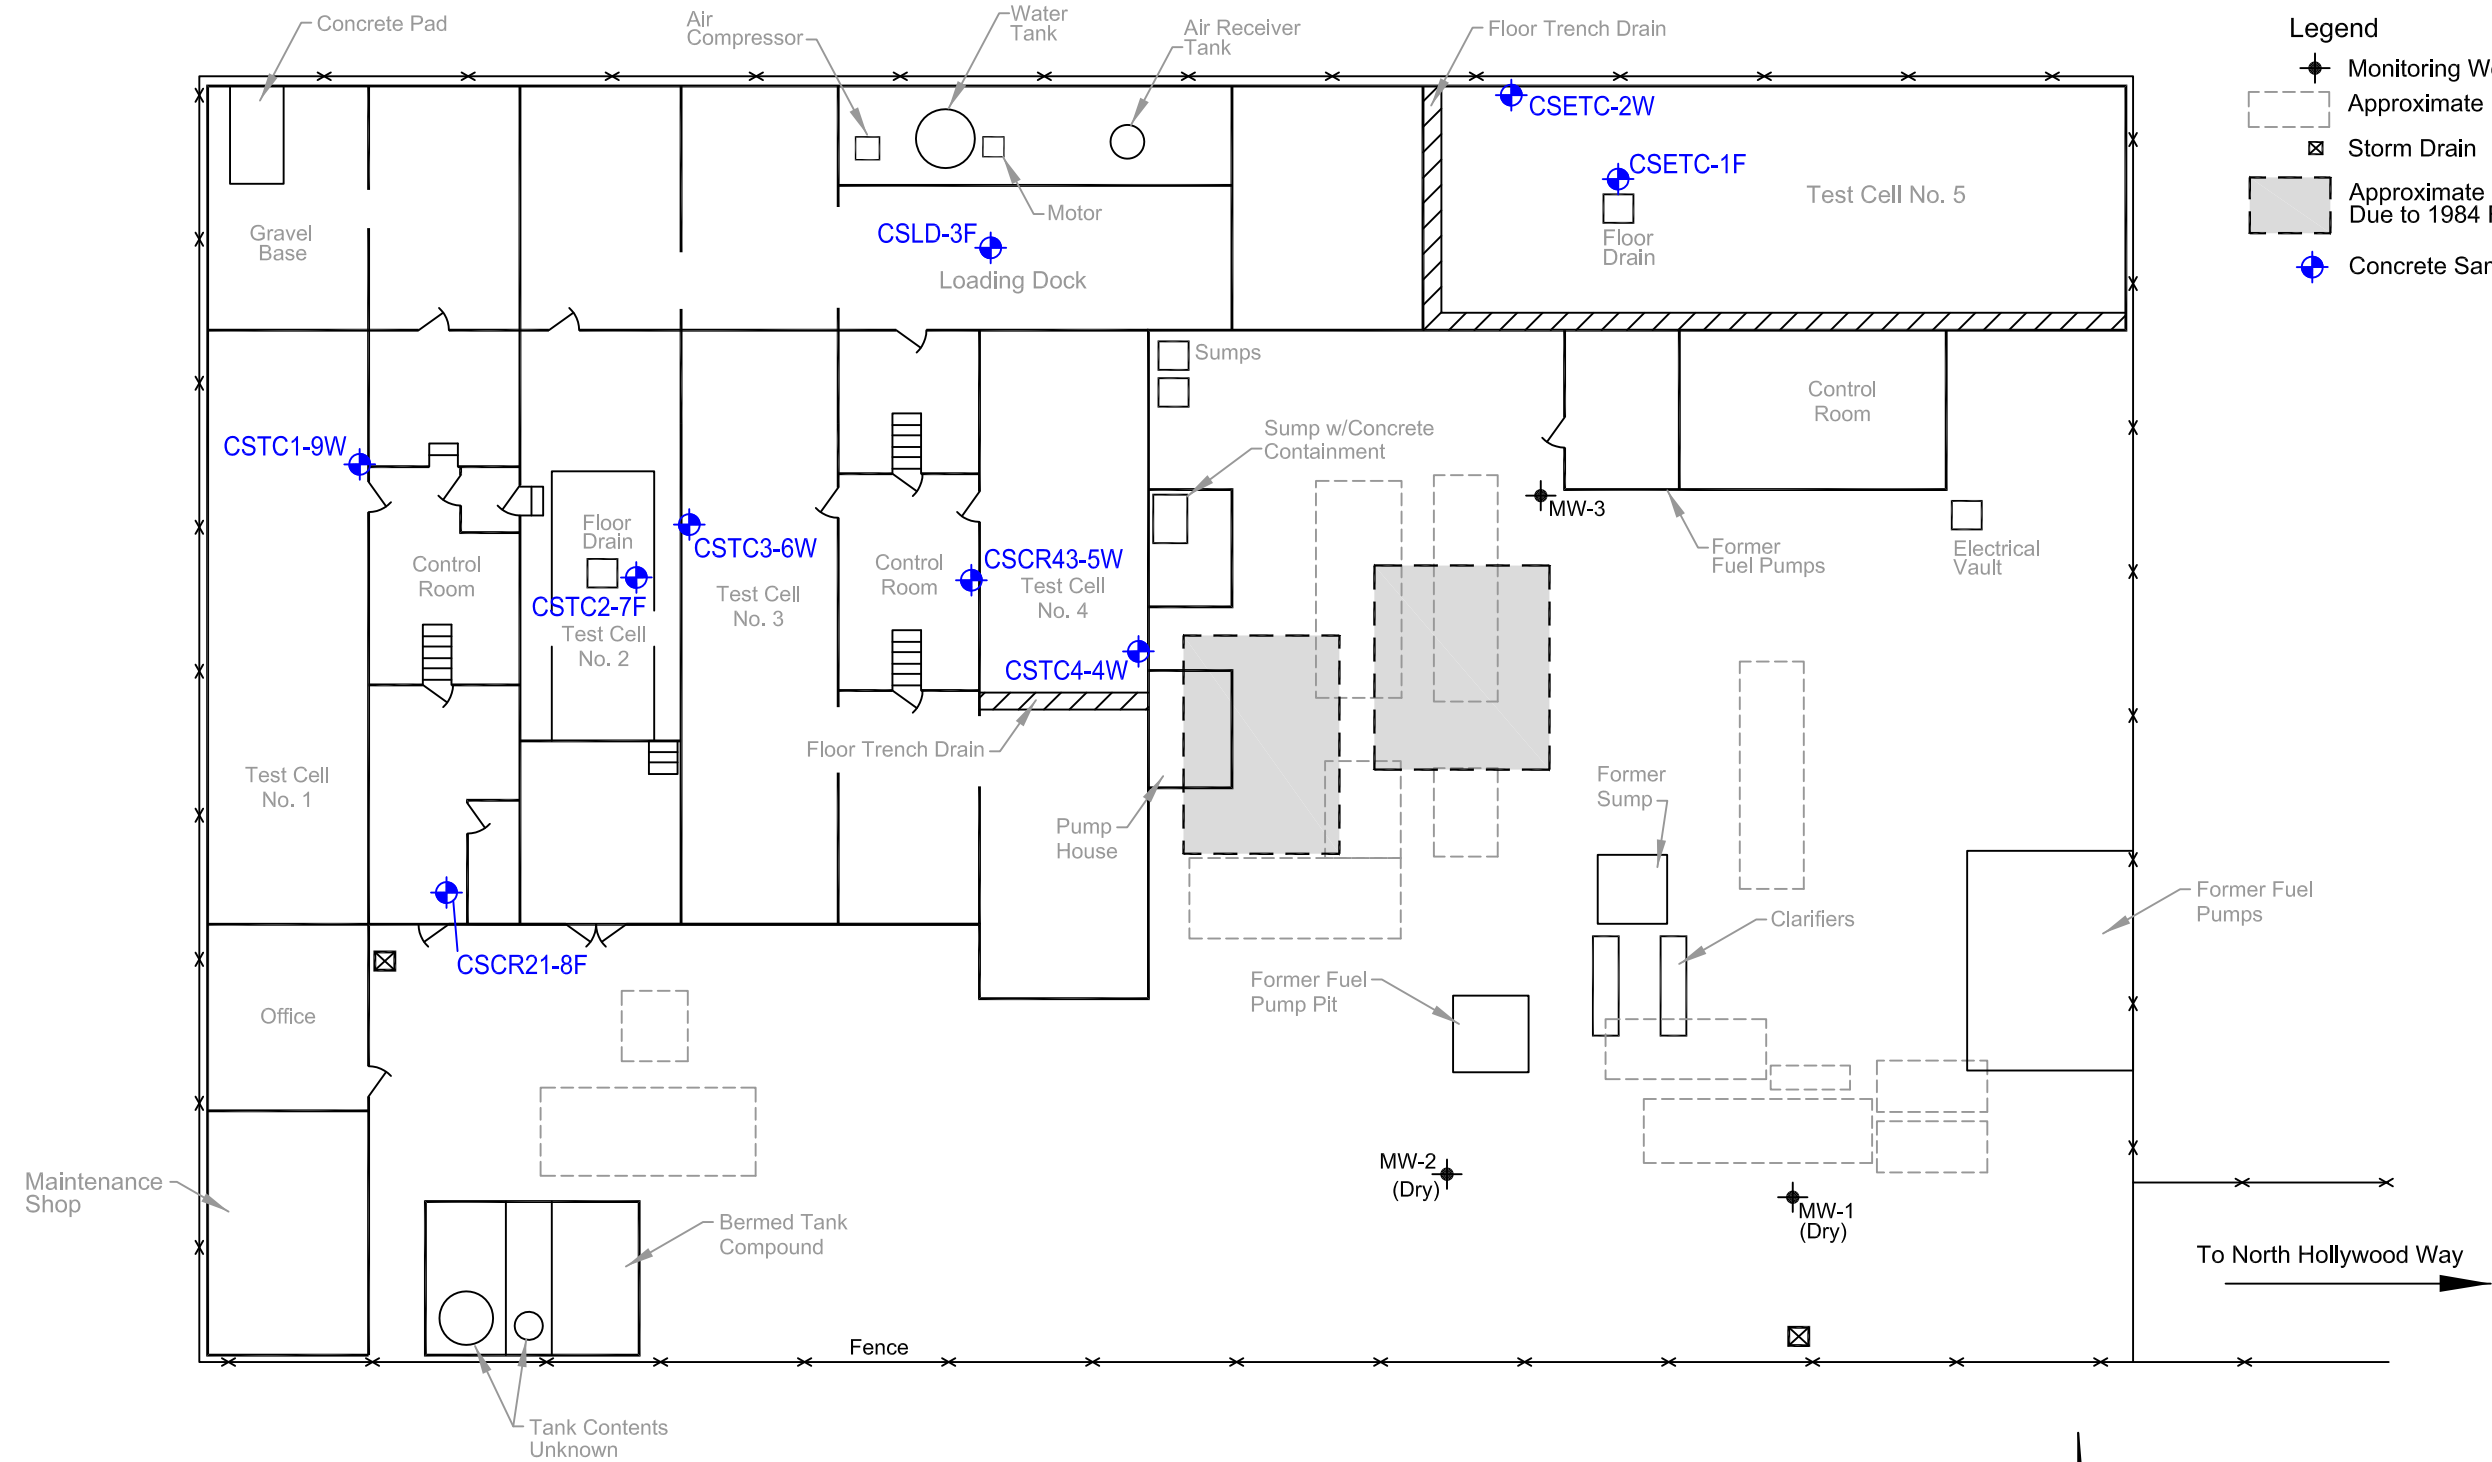 Concrete Pad
Air
Compressor
Water
Tank
Air Receiver
Tank
Floor Trench Drain
Legend
Monitoring
Approximate
Storm Drain
Approximate
Due to 1984
Concrete
CSETC-2W
CSETC-1F
Test Cell No. 5
Floor
Drain
Motor
CSLD-3F
Loading Dock
Gravel
Base
Sumps
Control
Room
CSTC1-9W
Sump w/Concrete
Containment
MW-3
Former
Fuel Pumps
Electrical
Vault
Floor
Drain
CSTC3-6W
Control
Room
CSTC2-7F
Test Cell
No. 2
Test Cell
No. 3
Control
Room
CSCR43-5W
Test Cell
No. 4
CSTC4-4W
Floor Trench Drain
Test Cell
No. 1
Pump
House
Former
Sump
Clarifiers
Former Fuel
Pumps
CSCR21-8F
Office
Former Fuel
Pump Pit
Maintenance
Shop
MW-2
(Dry)
MW-1
(Dry)
Bermed Tank
Compound
To North Hollywood Way
Fence
Tank Contents
Unknown